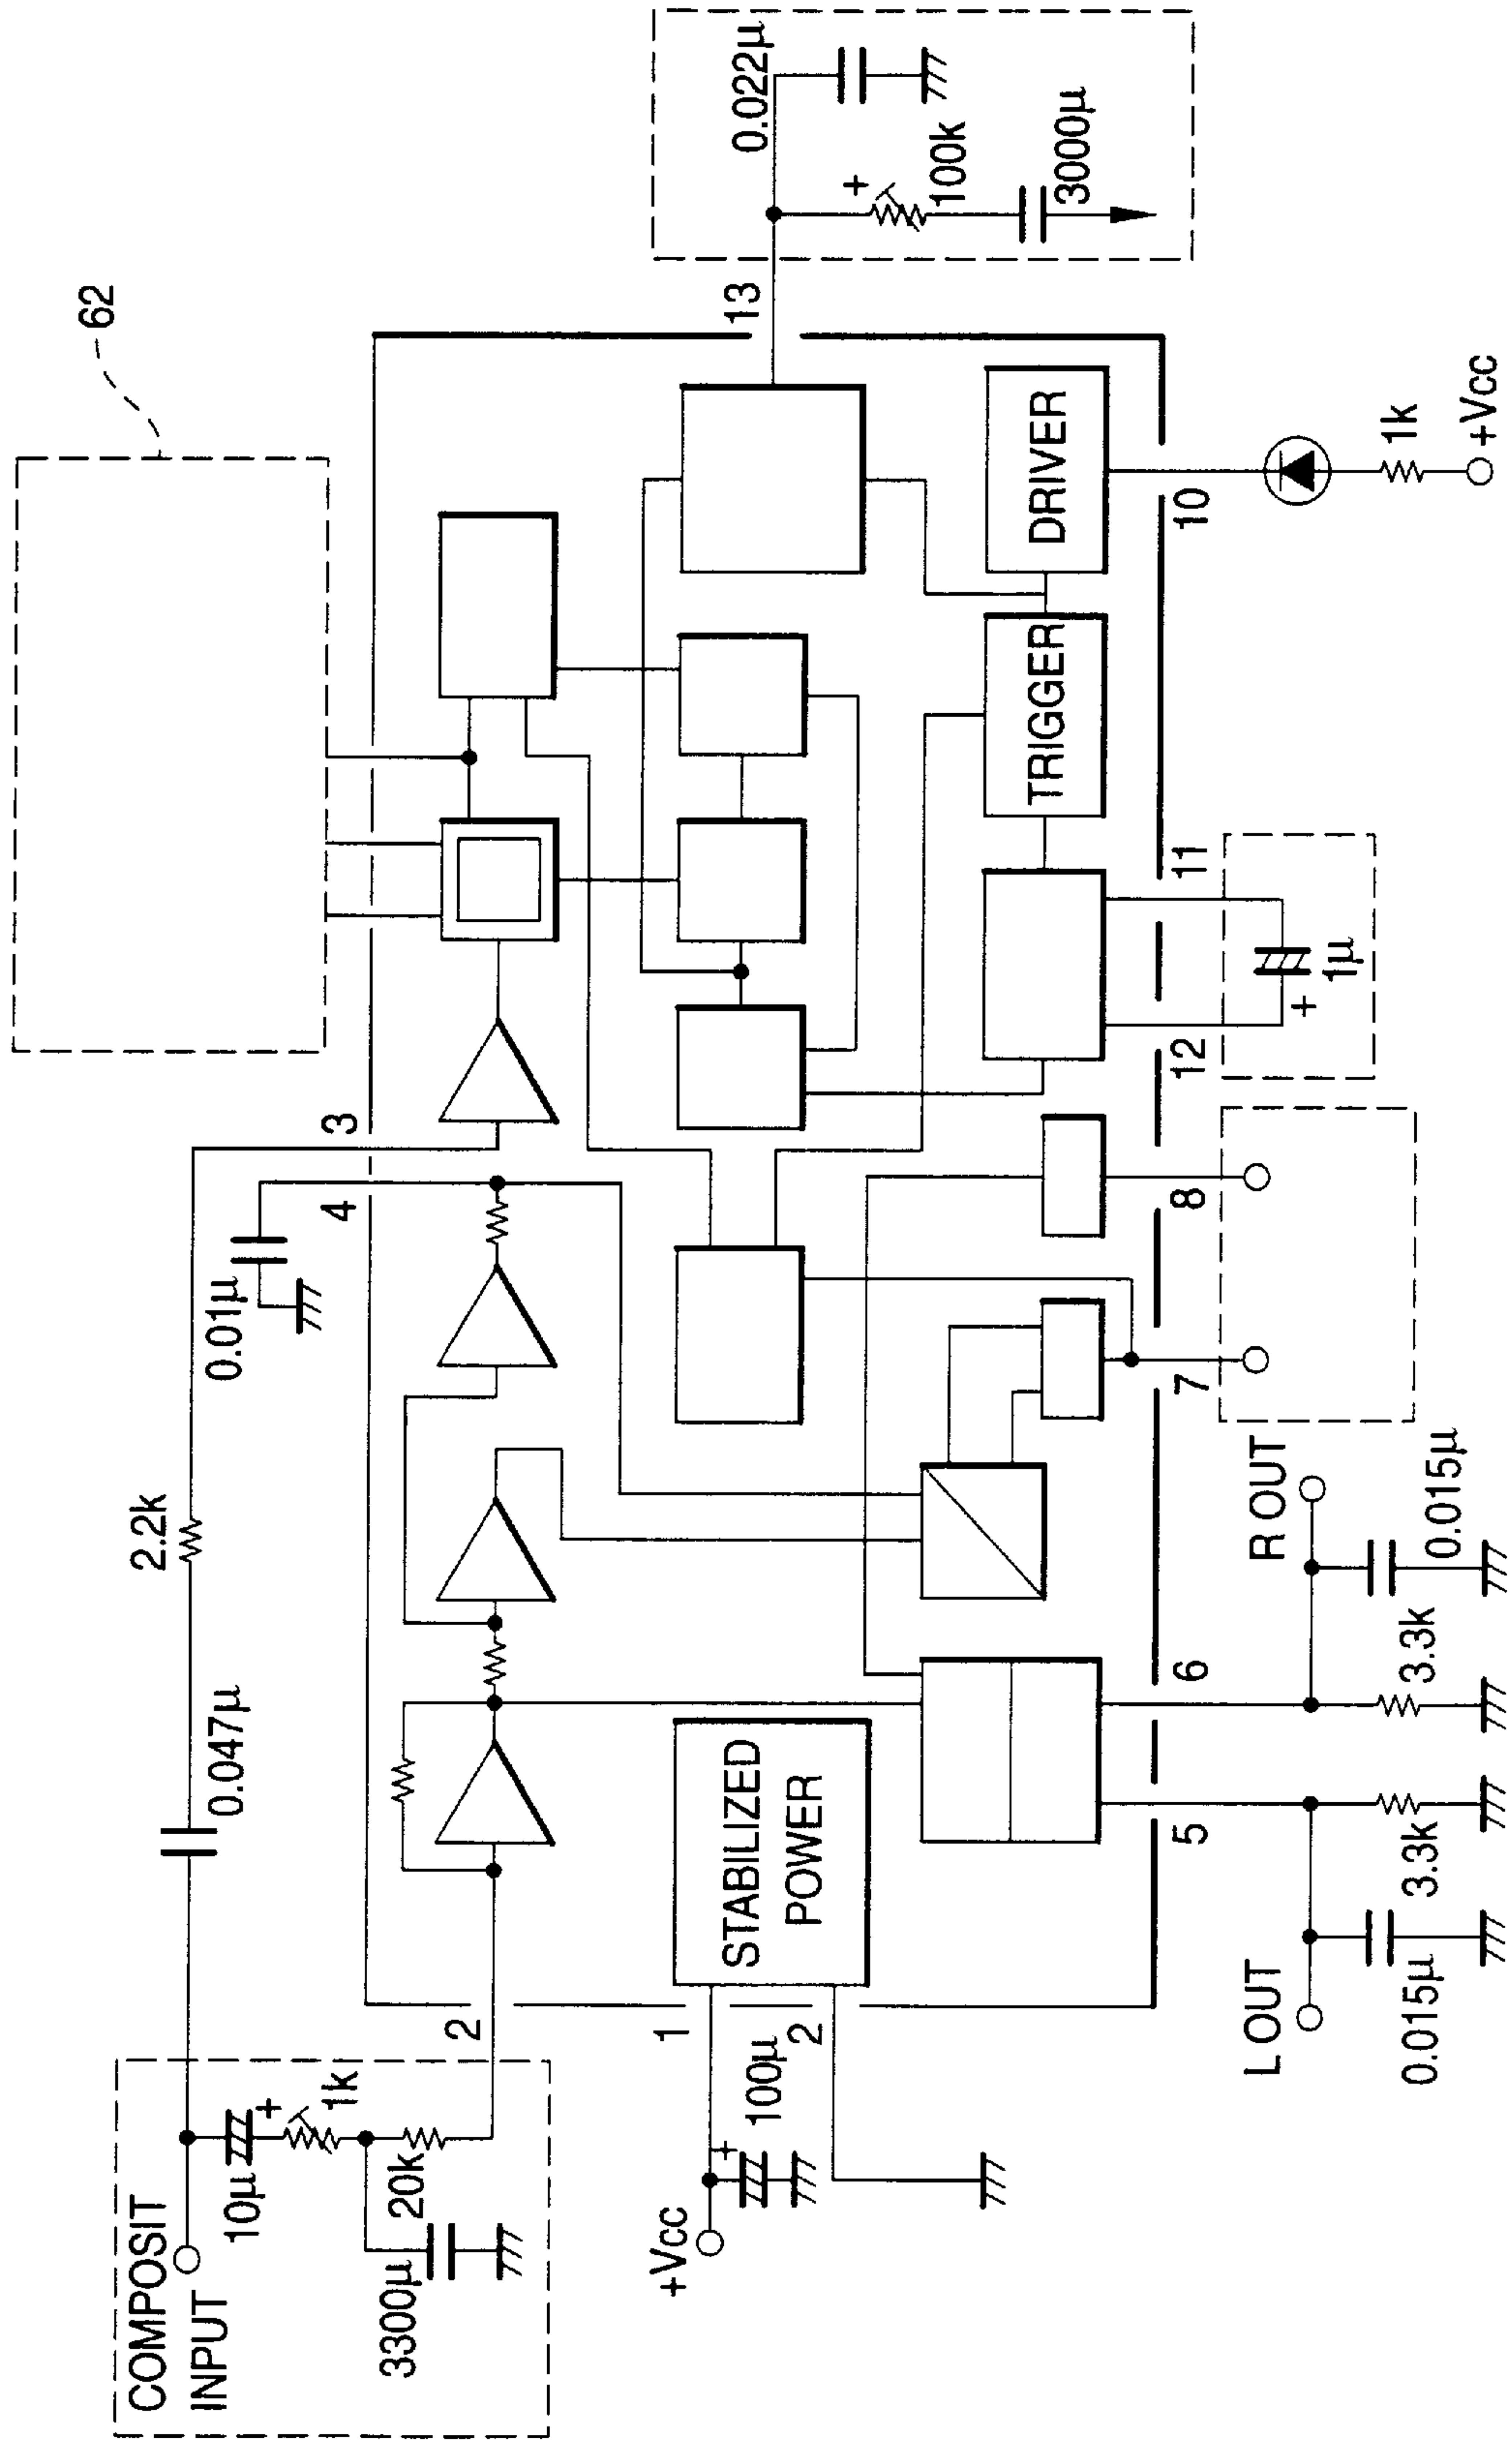 62
COMPOSIT
INPUT
10μ
+
1k
20k
3300μ
0.047μ
2.2k
0.01μ
2
4
3
13
0.022μ
+
100k
3000μ
+Vcc
+
100μ
1
2
STABILIZED
POWER
TRIGGER
DRIVER
5
6
7
8
12
11
10
+
1μ
1k
+Vcc
L OUT
0.015μ
3.3k
R OUT
3.3k
0.015μ